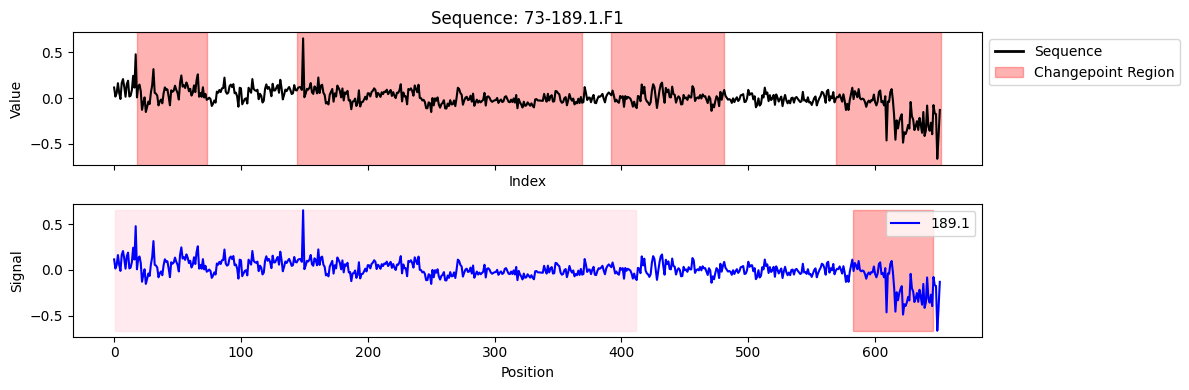 Sequence: 73-189.1.F1
Value
0.5
0.0
−0.5
Index
Sequence
Changepoint Region
Signal
0.5
0.0
−0.5
189.1
0 100 200 300 400 500 600
Position